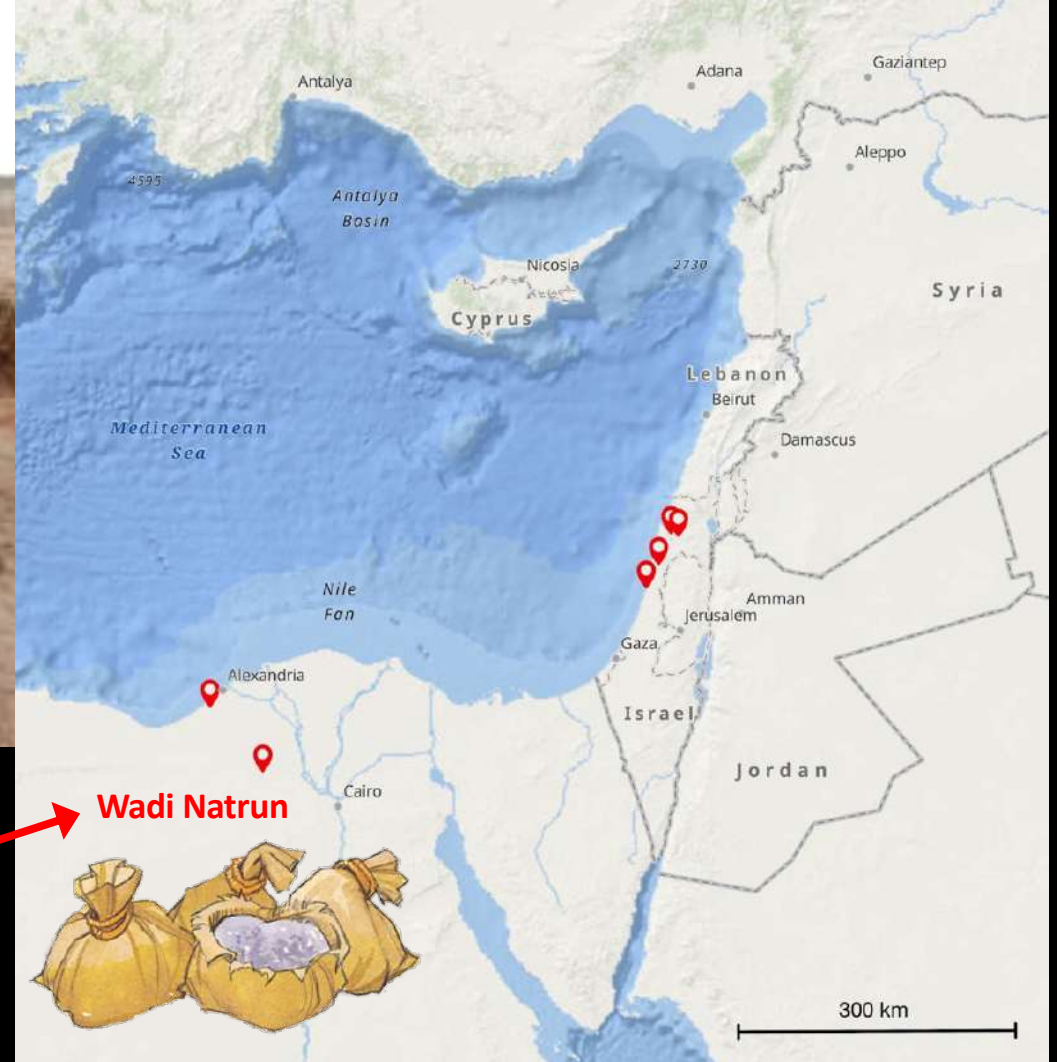 Gaziantep
Adana
Antalya
Aleppo
4595
Antalya
Basin
Nicosia
2730
Syria
Cyprus
Lebanon
Beirut
Mediterranean
Sea
Damascus
Nile
Fan
Amman
Jerusalem
Gaza
Alexandria
Israel
Jordan
Cairo
Wadi Natrun
300 km